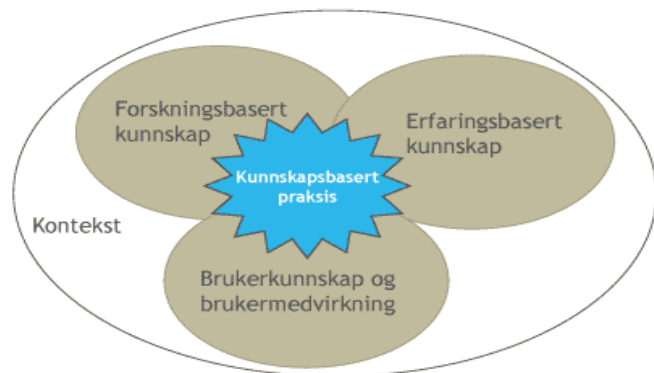 Forskningsbasert
kunnskap
Erfaringsbasert
kunnskap
Kunnskapsbasert
praksis
Kontekst
Brukerkunnskap og
brukermedvirkning